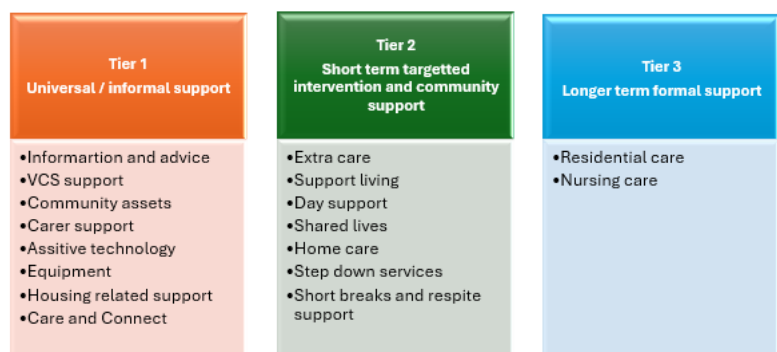 Tier 1
Universal / informal support
•Informartion and advice
•VCS support
•Community assets
•Carer support
•Assitive technology
•Equipment
•Housing related support
•Care and Connect
Tier 2
Short term targetted
intervention and community
support
•Extra care
•Support living
•Day support
•Shared lives
•Home care
•Step down services
•Short breaks and respite
support
Tier 3
Longer term formal support
•Residential care
•Nursing care